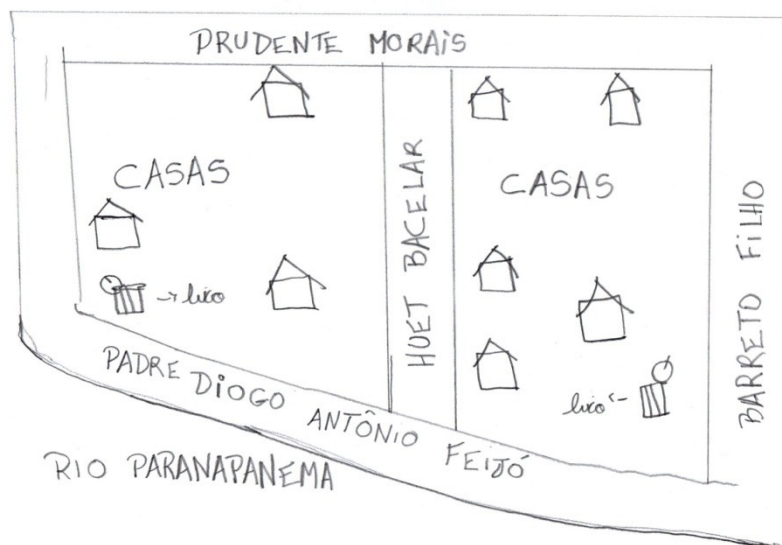 PRUDENTE MORAIS
CASAS
CASAS
HUET BACELAR
BARRETO FILHO
→ lixo
lixo ←
PADRE DIOGO ANTÔNIO FEIJÓ
RIO PARANAPANEMA